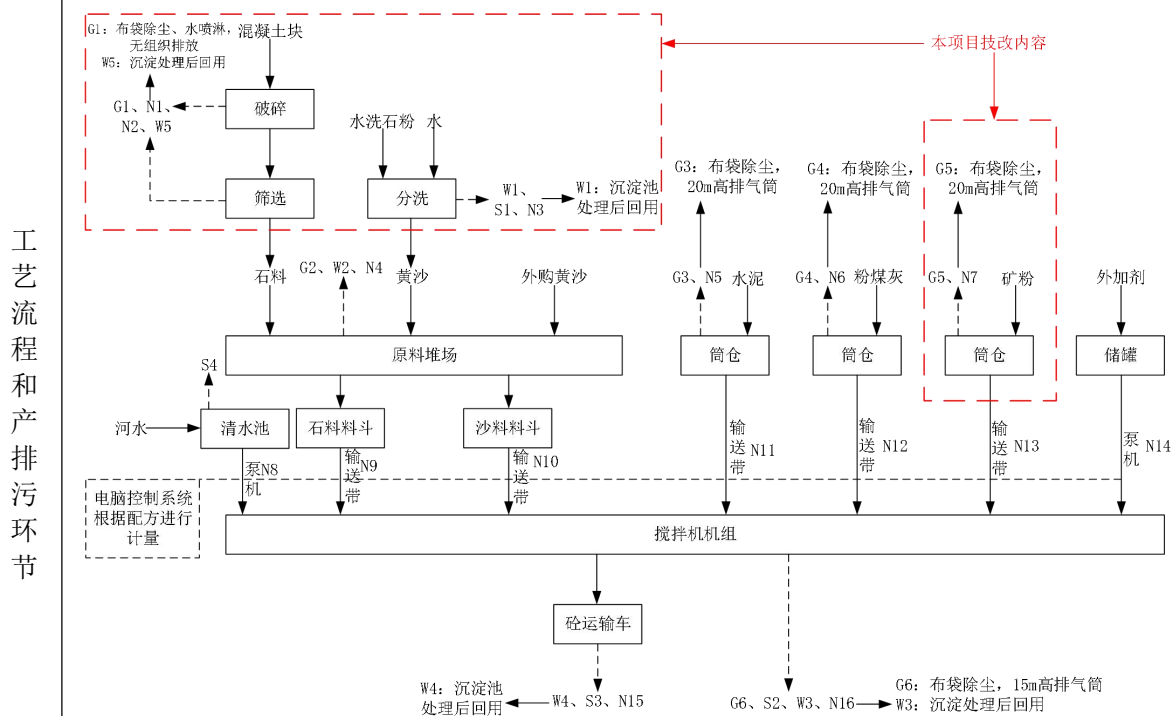 工艺流程和产排污环节
G1：布袋除尘、水喷淋，
无组织排放
W5：沉淀处理后回用
混凝土块
本项目技改内容
G1、N1、
N2、W5
破碎
水洗石粉
水
筛选
分洗
W1、
S1、N3
W1：沉淀池
处理后回用
G3：布袋除尘，
20m高排气筒
G4：布袋除尘，
20m高排气筒
G5：布袋除尘，
20m高排气筒
石料
G2、W2、N4
黄沙
外购黄沙
G3、N5
水泥
G4、N6
粉煤灰
G5、N7
矿粉
外加剂
原料堆场
筒仓
筒仓
筒仓
储罐
S4
河水
清水池
石料料斗
沙料料斗
泵机
N8
输送带
N9
输送带
N10
输送带
N11
输送带
N12
输送带
N13
泵机
N14
电脑控制系统
根据配方进行
计量
搅拌机机组
砼运输车
W4：沉淀池
处理后回用
W4、S3、N15
G6、S2、W3、N16
G6：布袋除尘，15m高排气筒
W3：沉淀处理后回用